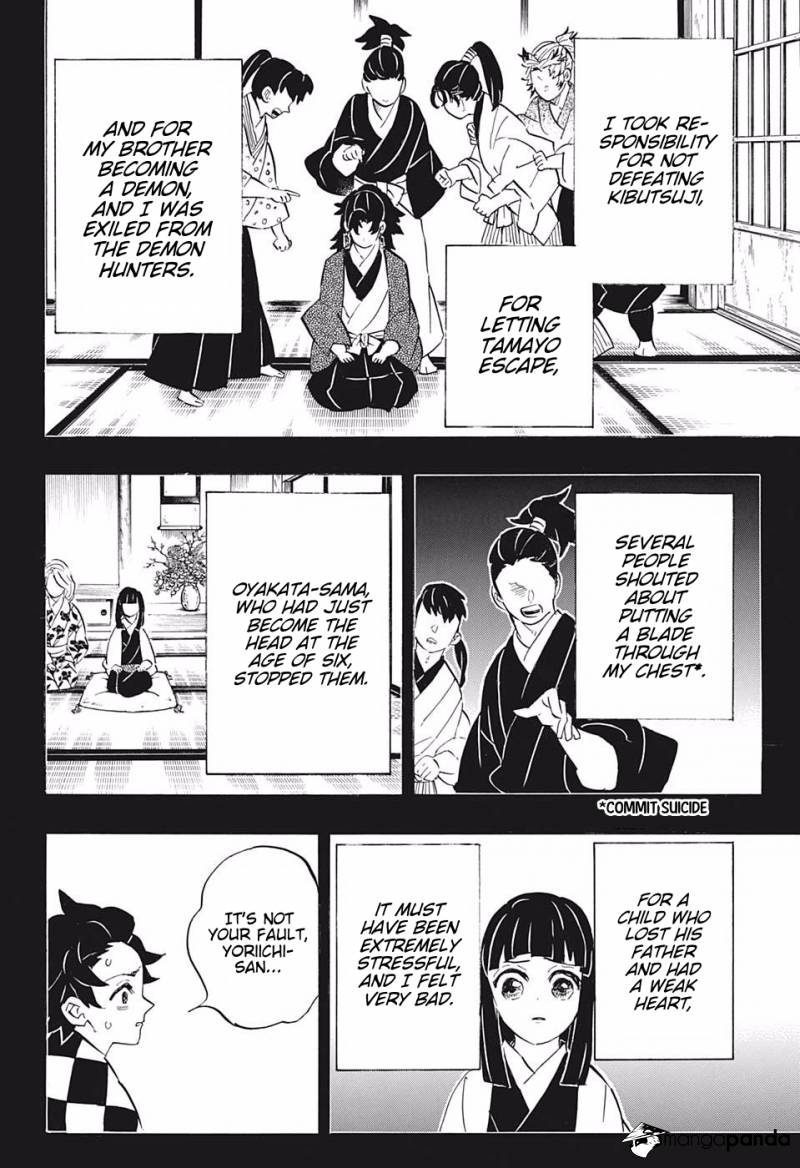 I TOOK RE-
SPONSIBILITY
FOR NOT
DEFEATING
KIBUTSUJI,
FOR
LETTING
TAMAYO
ESCAPE,
AND FOR
MY BROTHER
BECOMING
A DEMON,
AND I WAS
EXILED FROM
THE DEMON
HUNTERS.
SEVERAL
PEOPLE
SHOUTED
ABOUT
PUTTING
A BLADE
THROUGH
MY CHEST*.
*COMMIT SUICIDE
OYAKATA-SAMA,
WHO HAD JUST
BECOME THE
HEAD AT THE
AGE OF SIX,
STOPPED THEM.
FOR A
CHILD WHO
LOST HIS
FATHER
AND HAD
A WEAK
HEART,
IT MUST
HAVE BEEN
EXTREMELY
STRESSFUL,
AND I FELT
VERY BAD.
IT'S NOT
YOUR FAULT,
YORIICHI-
SAN...
mangapanda